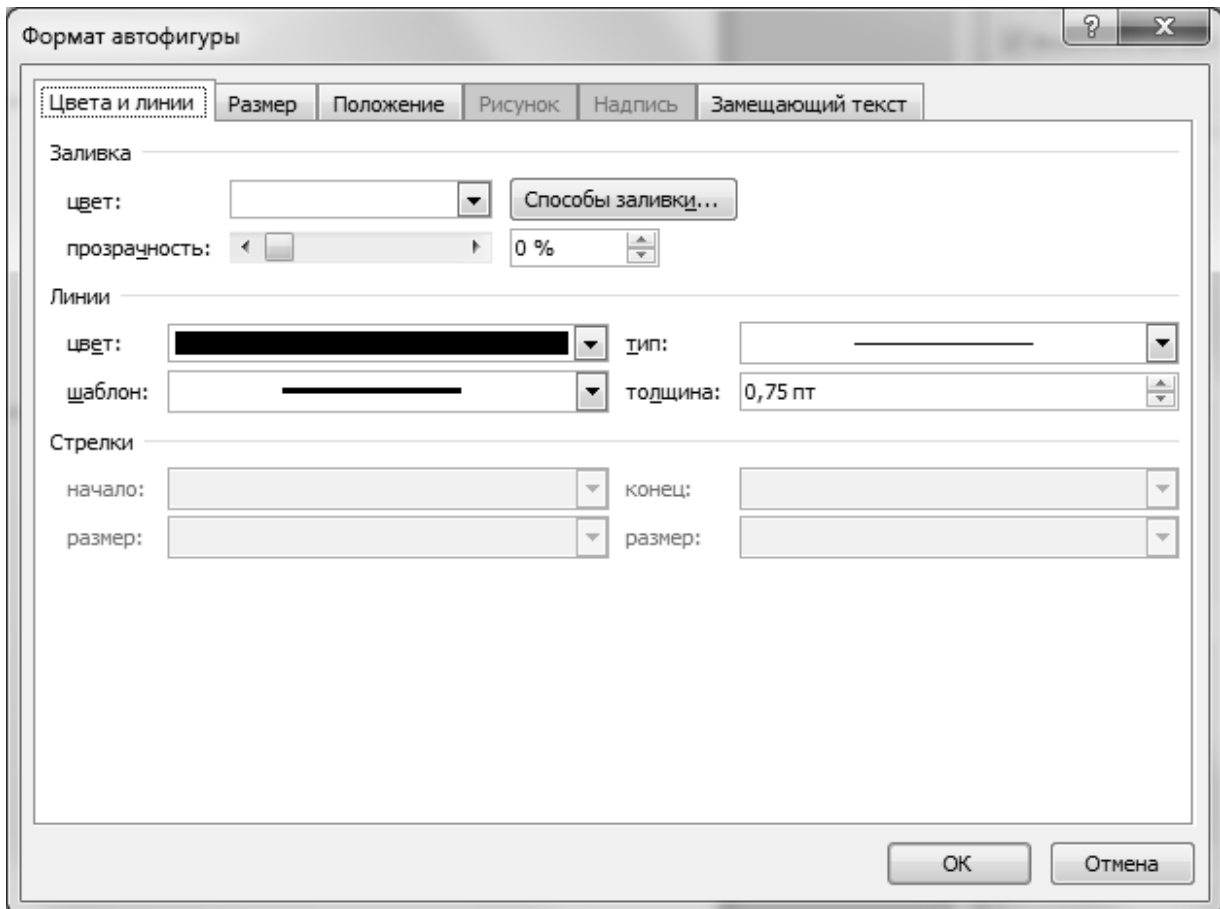 Формат автофигуры
?
Цвета и линии Размер Положение Рисунок Надпись Замещающий текст
Заливка
цвет: Способы заливки...
прозрачность: 0 %
Линии
цвет: тип:
шаблон: толщина: 0,75 пт
Стрелки
начало: конец:
размер: размер:
ОК Отмена